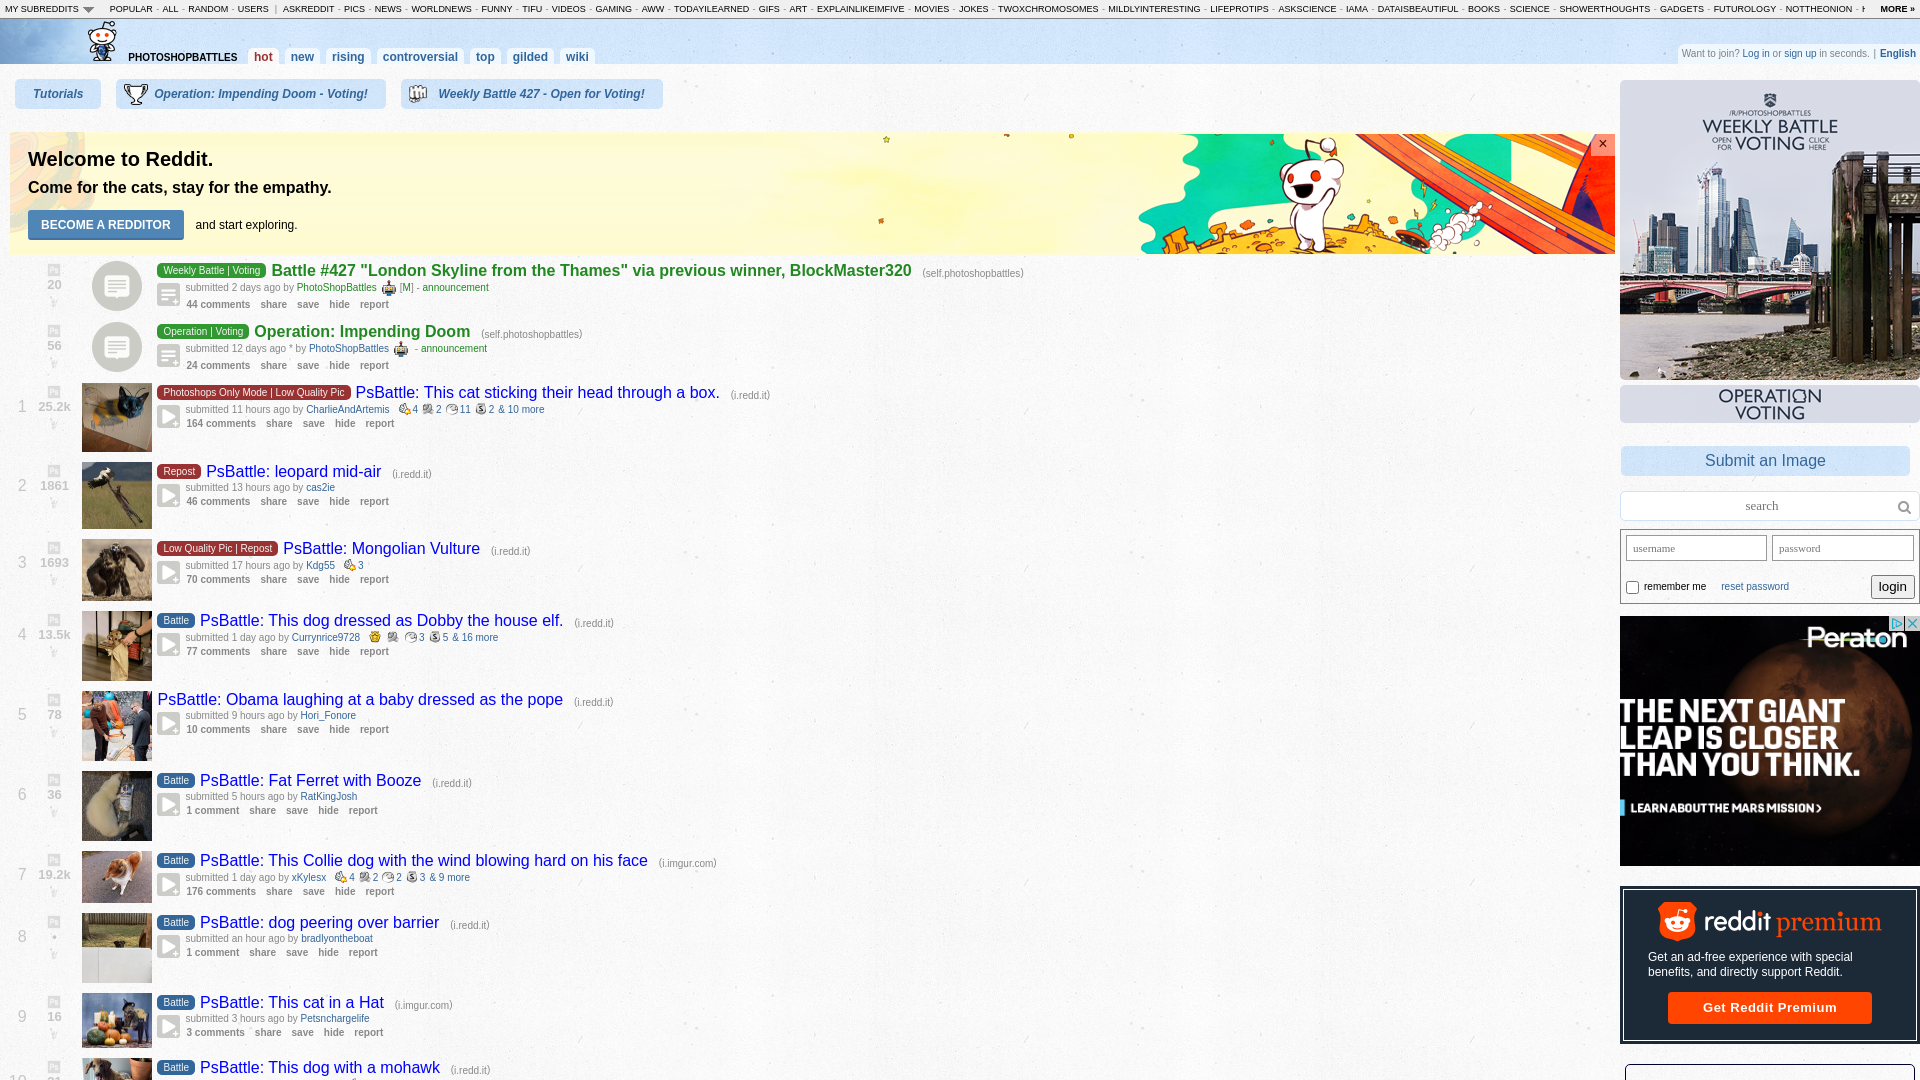 MY SUBREDDITS POPULAR - ALL - RANDOM - USERS | ASKREDDIT - PICS - NEWS - WORLDNEWS - FUNNY - TIFU - VIDEOS - GAMING - AWW - TODAYILEARNED - GIFS - ART - EXPLAINLIKEIMFIVE - MOVIES - JOKES - TWOXCHROMOSOMES - MILDLYINTERESTING - LIFEPROTIPS - ASKSCIENCE - IAMA - DATAISBEAUTIFUL - BOOKS - SCIENCE - SHOWERTHOUGHTS - GADGETS - FUTUROLOGY - NOTTHEONION - MORE »
PHOTOSHOPBATTLES hot new rising controversial top gilded wiki
Want to join? Log in or sign up in seconds. | English
Tutorials Operation: Impending Doom - Voting! Weekly Battle 427 - Open for Voting!
Welcome to Reddit.
Come for the cats, stay for the empathy.
BECOME A REDDITOR and start exploring.
×
20 Weekly Battle | Voting Battle #427 "London Skyline from the Thames" via previous winner, BlockMaster320 (self.photoshopbattles)
submitted 2 days ago by PhotoShopBattles [M] - announcement
44 comments share save hide report
56 Operation | Voting Operation: Impending Doom (self.photoshopbattles)
submitted 12 days ago * by PhotoShopBattles - announcement
24 comments share save hide report
1 25.2k Photoshops Only Mode | Low Quality Pic PsBattle: This cat sticking their head through a box. (i.redd.it)
submitted 11 hours ago by CharlieAndArtemis 4 2 11 2 & 10 more
164 comments share save hide report
2 1861 Repost PsBattle: leopard mid-air (i.redd.it)
submitted 13 hours ago by cas2ie
46 comments share save hide report
3 1693 Low Quality Pic | Repost PsBattle: Mongolian Vulture (i.redd.it)
submitted 17 hours ago by Kdg55 3
70 comments share save hide report
4 13.5k Battle PsBattle: This dog dressed as Dobby the house elf. (i.redd.it)
submitted 1 day ago by Currynrice9728 3 5 & 16 more
77 comments share save hide report
5 78 PsBattle: Obama laughing at a baby dressed as the pope (i.redd.it)
submitted 9 hours ago by Hori_Fonore
10 comments share save hide report
6 36 Battle PsBattle: Fat Ferret with Booze (i.redd.it)
submitted 5 hours ago by RatKingJosh
1 comment share save hide report
7 19.2k Battle PsBattle: This Collie dog with the wind blowing hard on his face (i.imgur.com)
submitted 1 day ago by xKylesx 4 2 2 3 & 9 more
176 comments share save hide report
8 • Battle PsBattle: dog peering over barrier (i.redd.it)
submitted an hour ago by bradlyontheboat
1 comment share save hide report
9 16 Battle PsBattle: This cat in a Hat (i.imgur.com)
submitted 3 hours ago by Petsnchargelife
3 comments share save hide report
Battle PsBattle: This dog with a mohawk (i.redd.it)
/R/PHOTOSHOPBATTLES
WEEKLY BATTLE
OPEN FOR VOTING CLICK HERE
427
OPERATION
VOTING
Submit an Image
search
username password
remember me reset password login
Peraton
THE NEXT GIANT
LEAP IS CLOSER
THAN YOU THINK.
LEARN ABOUT THE MARS MISSION >
reddit premium
Get an ad-free experience with special
benefits, and directly support Reddit.
Get Reddit Premium